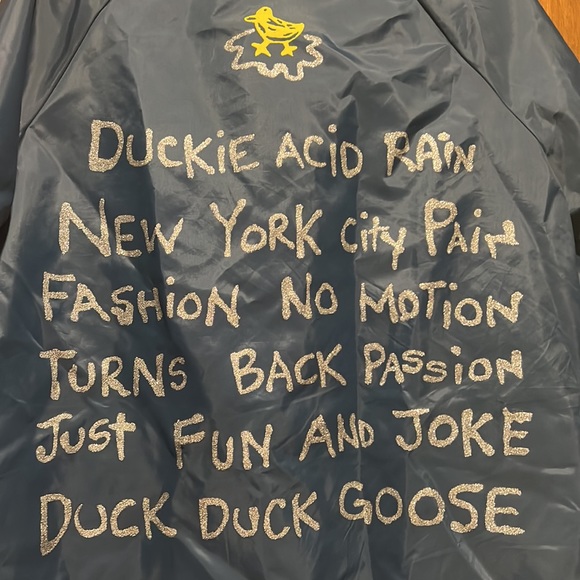 DUCKiE ACiD RAiN
NEW YORK City PAiN
FASHiON NO MOTION
TURNS BACK PASSiON
JUST FUN AND JOKE
DUCK DUCK GOOSE